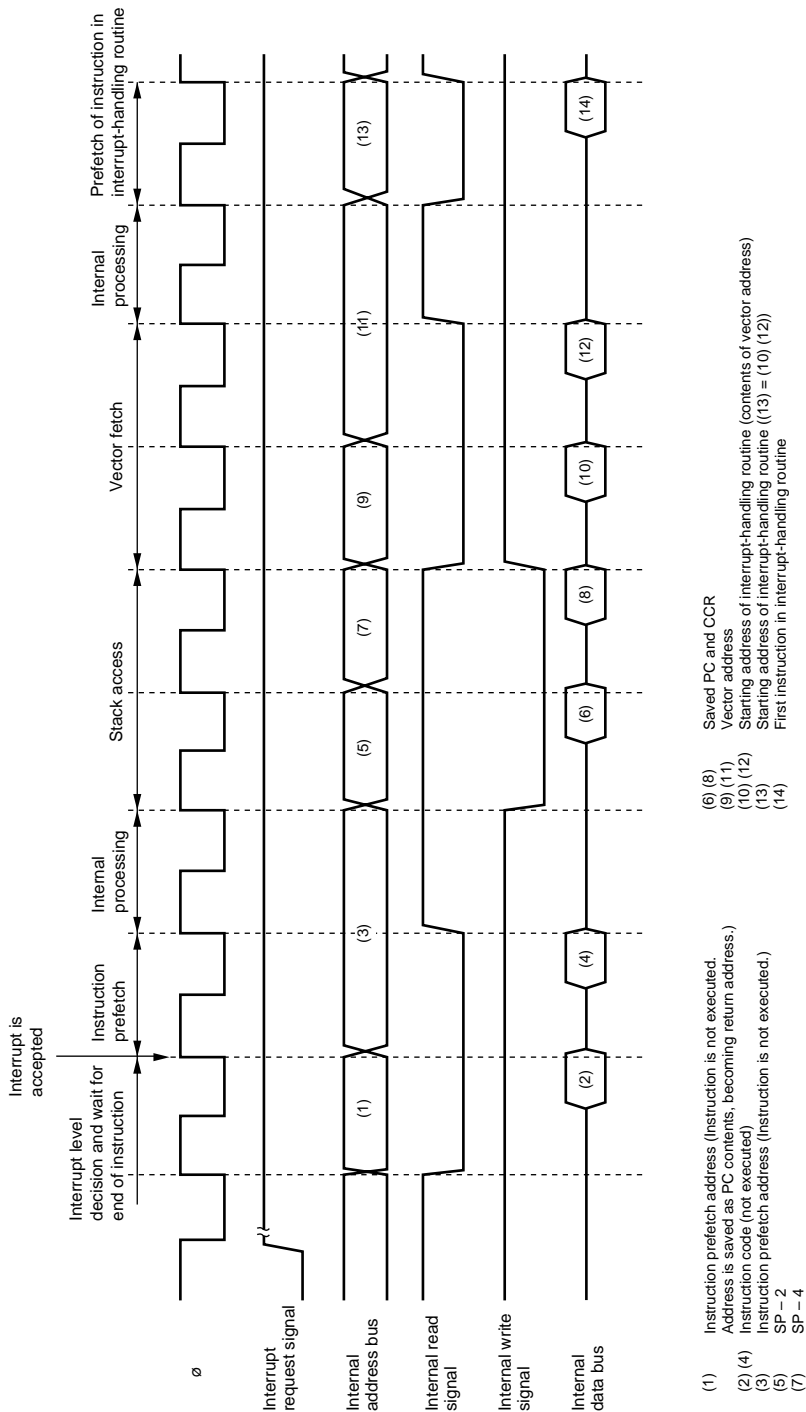 Interrupt is
accepted
Interrupt level
decision and wait for
end of instruction
Instruction
prefetch
Internal
processing
Stack access
Vector fetch
Internal
processing
Prefetch of instruction in
interrupt-handling routine
ø
Interrupt
request signal
Internal
address bus
(1)
(3)
(5)
(7)
(9)
(11)
(13)
Internal read
signal
Internal write
signal
Internal
data bus
(2)
(4)
(6)
(8)
(10)
(12)
(14)
(1) Instruction prefetch address (Instruction is not executed.
Address is saved as PC contents, becoming return address.)
(2) (4) Instruction code (not executed)
(3) Instruction prefetch address (Instruction is not executed.)
(5) SP – 2
(7) SP – 4
(6) (8) Saved PC and CCR
(9) (11) Vector address
(10) (12) Starting address of interrupt-handling routine (contents of vector address)
(13) Starting address of interrupt-handling routine ((13) = (10) (12))
(14) First instruction in interrupt-handling routine